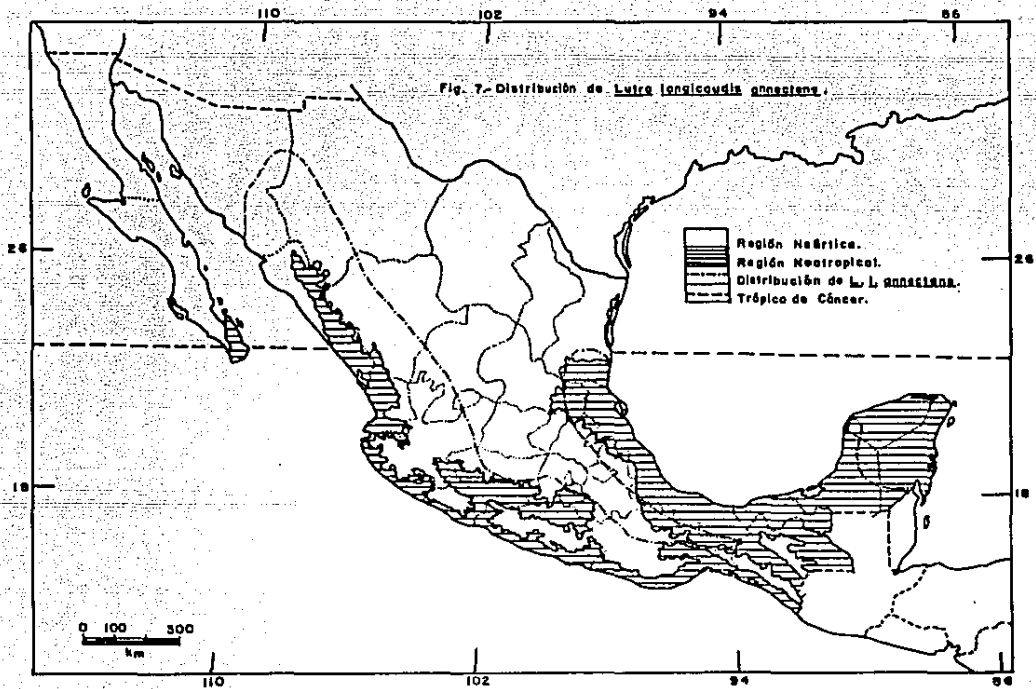 110 102 94 86
Fig. 7.- Distribución de Lutra longicaudis annectens.
26 26
Región Neártica.
Región Neotropical.
Distribución de L. l. annectens.
Trópico de Cáncer.
18 18
0 100 300
km
110 102 94 86